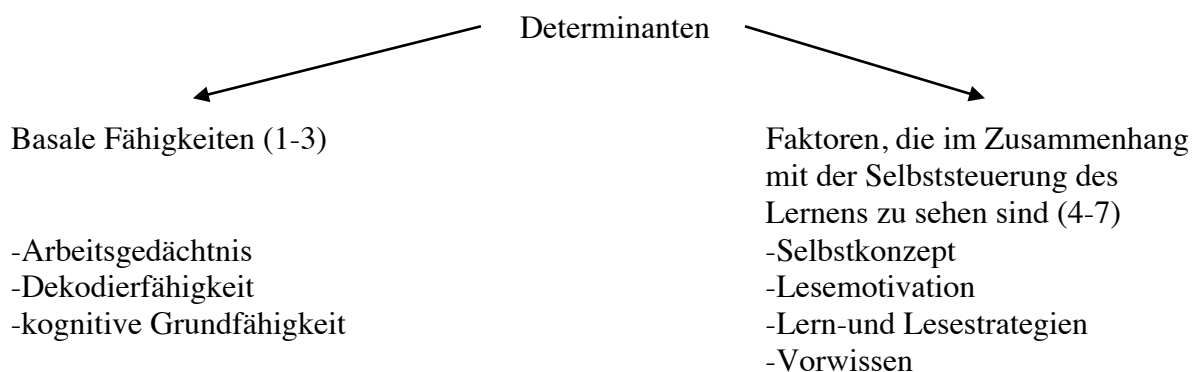 Determinanten
Basale Fähigkeiten (1-3)
-Arbeitsgedächtnis
-Dekodierfähigkeit
-kognitive Grundfähigkeit
Faktoren, die im Zusammenhang
mit der Selbststeuerung des
Lernens zu sehen sind (4-7)
-Selbstkonzept
-Lesemotivation
-Lern-und Lesestrategien
-Vorwissen